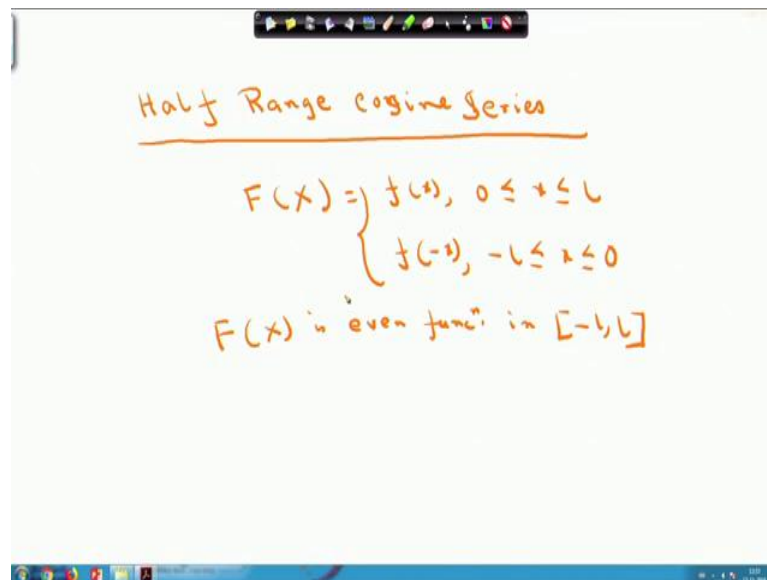 Half Range cosine Series
F(x) = { f(x), 0 ≤ x ≤ l
f(-x), -l ≤ x ≤ 0
F(x) is even funcⁿ. in [-l, l]